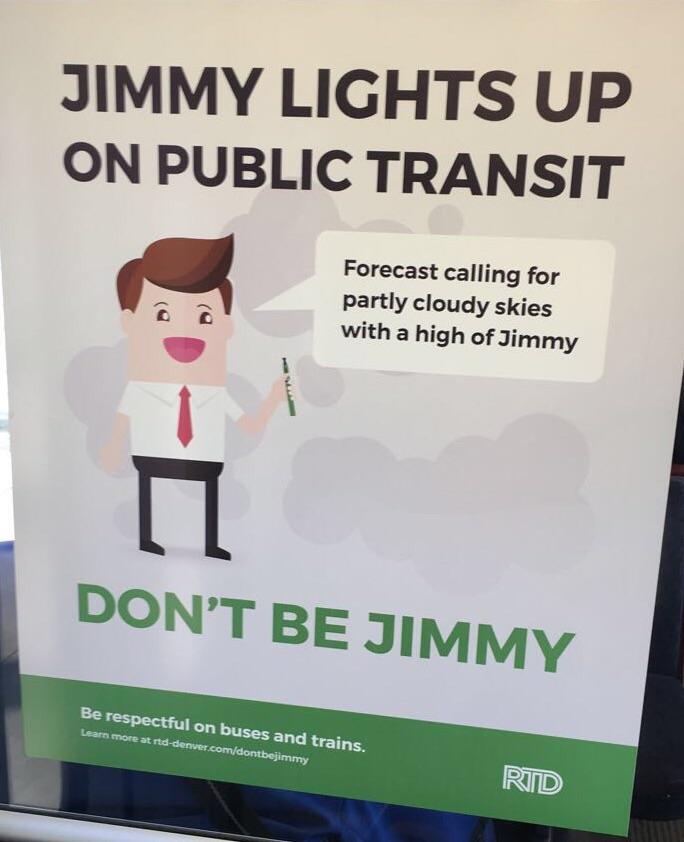 JIMMY LIGHTS UP
ON PUBLIC TRANSIT
Forecast calling for
partly cloudy skies
with a high of Jimmy
DON'T BE JIMMY
Be respectful on buses and trains.
Learn more at rtd-denver.com/dontbejimmy
RTD